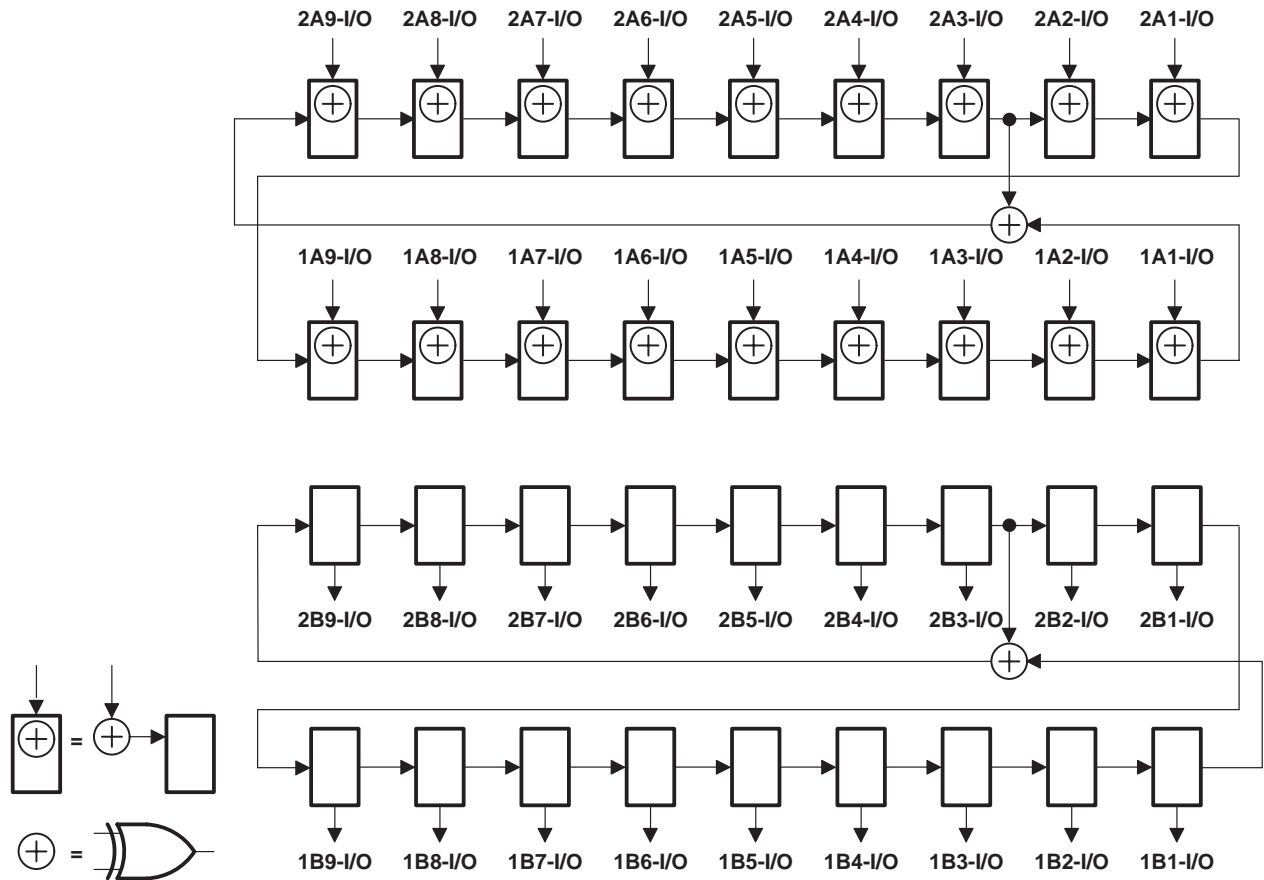 2A9-I/O 2A8-I/O 2A7-I/O 2A6-I/O 2A5-I/O 2A4-I/O 2A3-I/O 2A2-I/O 2A1-I/O
1A9-I/O 1A8-I/O 1A7-I/O 1A6-I/O 1A5-I/O 1A4-I/O 1A3-I/O 1A2-I/O 1A1-I/O
2B9-I/O 2B8-I/O 2B7-I/O 2B6-I/O 2B5-I/O 2B4-I/O 2B3-I/O 2B2-I/O 2B1-I/O
=
=
1B9-I/O 1B8-I/O 1B7-I/O 1B6-I/O 1B5-I/O 1B4-I/O 1B3-I/O 1B2-I/O 1B1-I/O